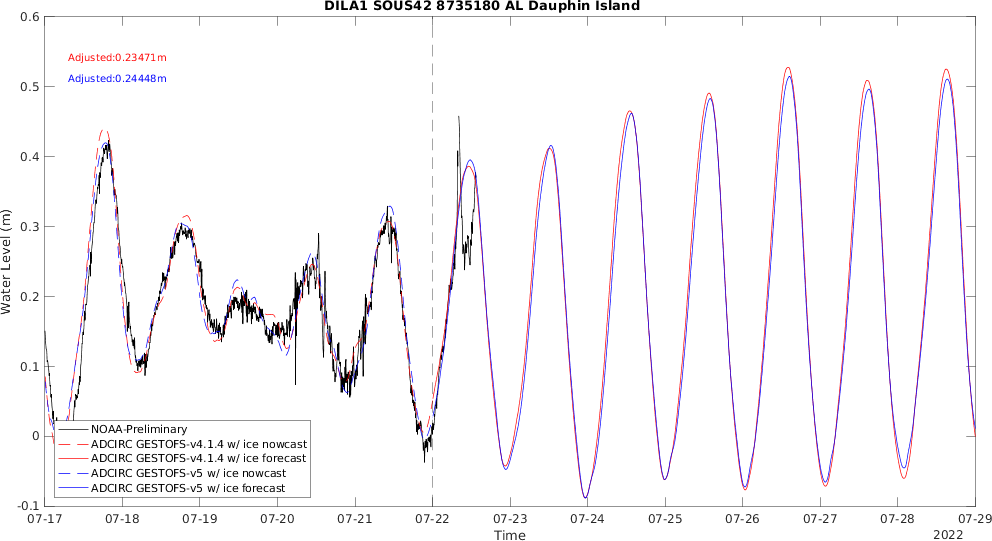 DILA1 SOUS42 8735180 AL Dauphin Island
0.6
Adjusted:0.23471m
Adjusted:0.24448m
0.5
0.4
0.3
0.2
0.1
0
-0.1
Water Level (m)
NOAA-Preliminary
ADCIRC GESTOFS-v4.1.4 w/ ice nowcast
ADCIRC GESTOFS-v4.1.4 w/ ice forecast
ADCIRC GESTOFS-v5 w/ ice nowcast
ADCIRC GESTOFS-v5 w/ ice forecast
07-17 07-18 07-19 07-20 07-21 07-22 07-23 07-24 07-25 07-26 07-27 07-28 07-29
Time
2022